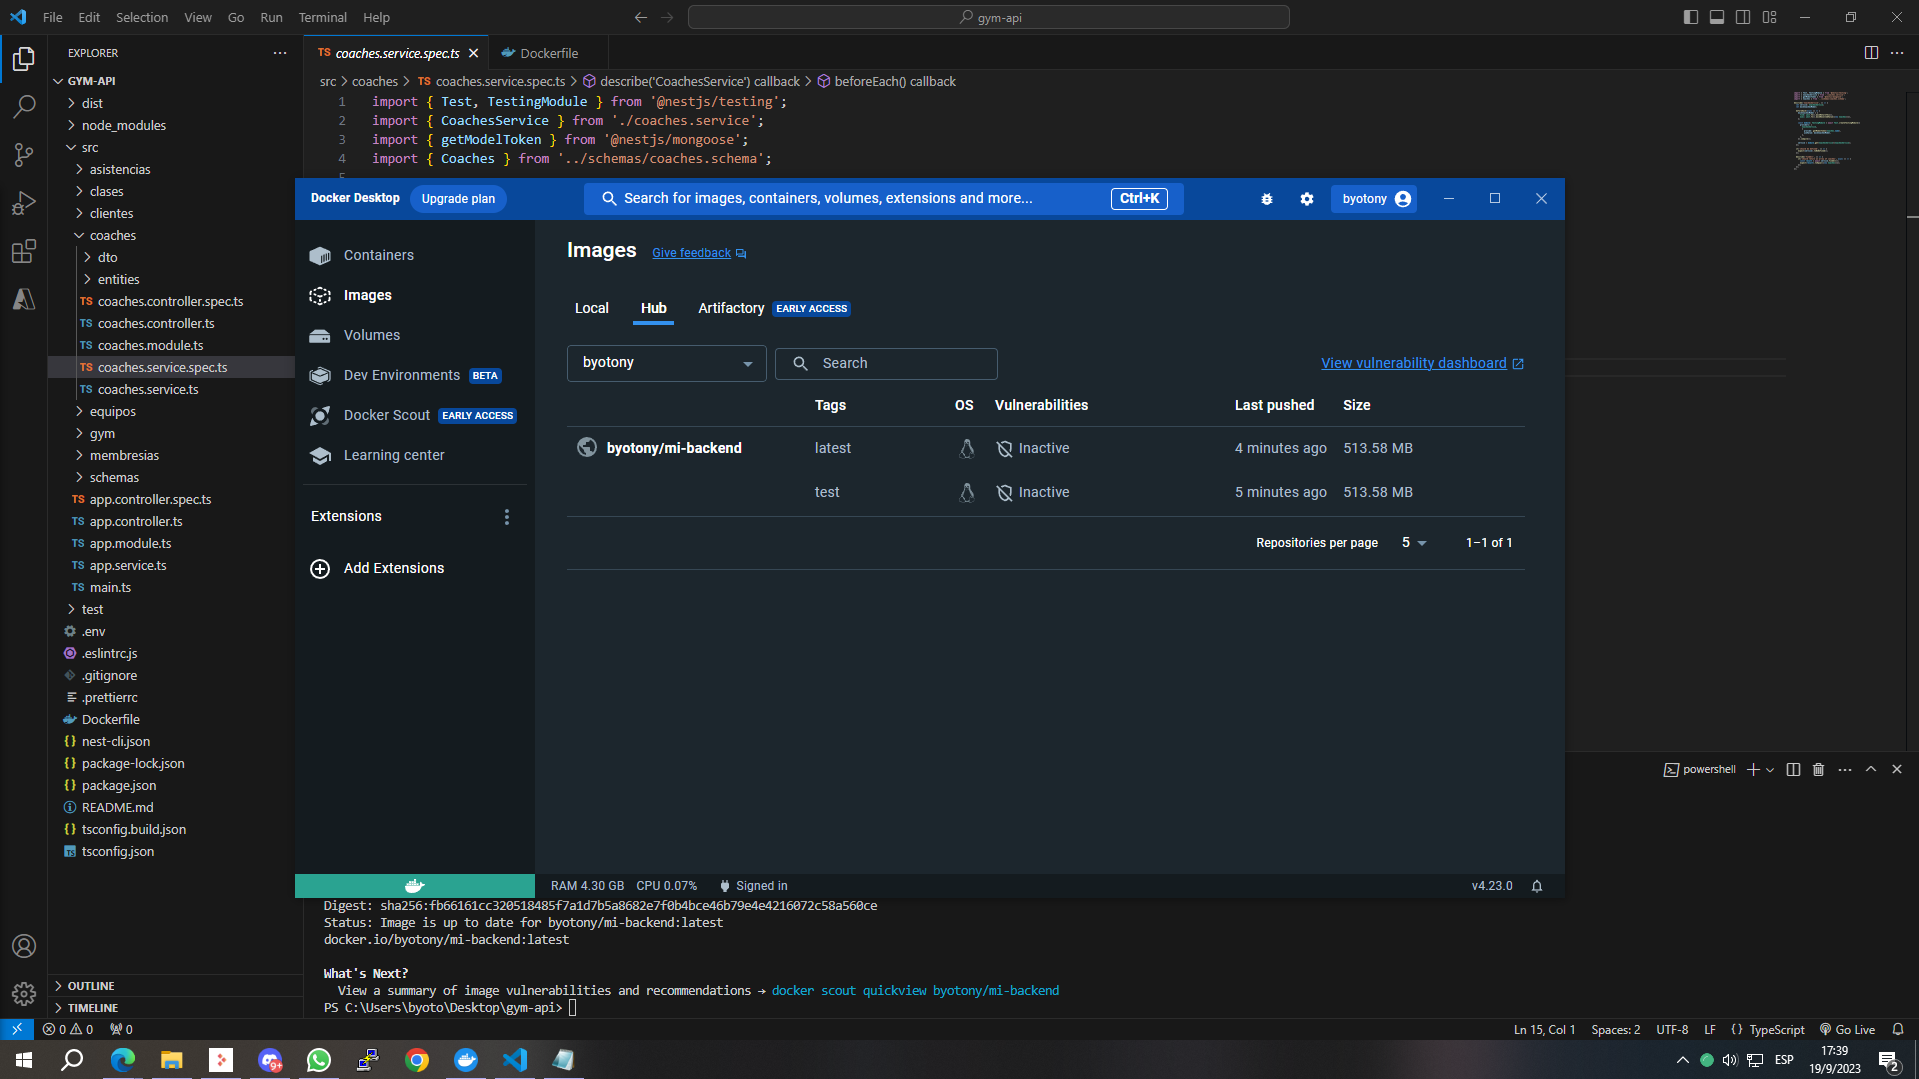 File Edit Selection View Go Run Terminal Help
gym-api
EXPLORER
coaches.service.spec.ts
Dockerfile
GYM-API
dist
node_modules
src
asistencias
clases
clientes
coaches
dto
entities
coaches.controller.spec.ts
coaches.controller.ts
coaches.module.ts
coaches.service.spec.ts
coaches.service.ts
equipos
gym
membresias
schemas
app.controller.spec.ts
app.controller.ts
app.module.ts
app.service.ts
main.ts
test
.env
.eslintrc.js
.gitignore
.prettierrc
Dockerfile
nest-cli.json
package-lock.json
package.json
README.md
tsconfig.build.json
tsconfig.json
OUTLINE
TIMELINE
src > coaches > TS coaches.service.spec.ts > describe('CoachesService') callback > beforeEach() callback
1 import { Test, TestingModule } from '@nestjs/testing';
2 import { CoachesService } from './coaches.service';
3 import { getModelToken } from '@nestjs/mongoose';
4 import { Coaches } from '../schemas/coaches.schema';
Docker Desktop Upgrade plan
Search for images, containers, volumes, extensions and more... Ctrl+K
byotony
Containers
Images
Volumes
Dev Environments BETA
Docker Scout EARLY ACCESS
Learning center
Extensions
Add Extensions
Images Give feedback
Local Hub Artifactory EARLY ACCESS
byotony
Search
View vulnerability dashboard
Tags OS Vulnerabilities Last pushed Size
byotony/mi-backend latest Inactive 4 minutes ago 513.58 MB
test Inactive 5 minutes ago 513.58 MB
Repositories per page 5 1–1 of 1
RAM 4.30 GB CPU 0.07% Signed in v4.23.0
powershell
Digest: sha256:fb66161cc320518485f7a1d7b5a8682e7f0b4bce46b79e4e4216072c58a560ce
Status: Image is up to date for byotony/mi-backend:latest
docker.io/byotony/mi-backend:latest
What's Next?
View a summary of image vulnerabilities and recommendations → docker scout quickview byotony/mi-backend
PS C:\Users\byoto\Desktop\gym-api>
0 0 0
Ln 15, Col 1 Spaces: 2 UTF-8 LF {} TypeScript Go Live
ESP
17:39
19/9/2023
2